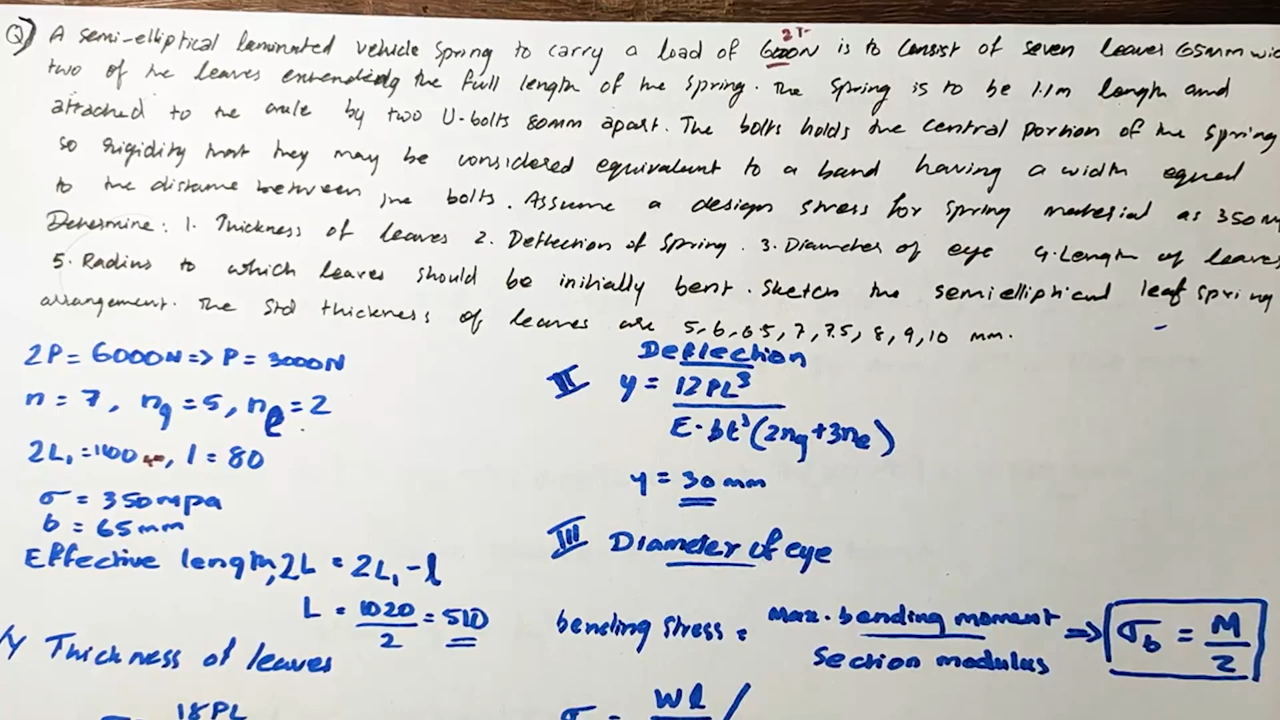 Q) A semi-elliptical laminated vehicle spring to carry a load of 6000N is to consist of seven leaves 65mm wi
two of the leaves extending the full length of the spring. The spring is to be 1.1m length and
attached to the axle by two U-bolts 80mm apart. The bolts holds the central portion of the spring
so rigidity that they may be considered equivalent to a band having a width equal
to the distance between the bolts. Assume a design stress for spring material as 350 M
Determine: 1. Thickness of leaves 2. Deflection of spring. 3. Diameter of eye 4. Length of leaves
5. Radius to which leaves should be initially bent. Sketch the semi elliptical leaf spring
arrangement. The Std thickness of leaves are 5, 6, 6.5, 7, 7.5, 8, 9, 10 mm.
2P = 6000N => P = 3000N
n = 7, ng = 5, ne = 2
2L₁ = 1100, l = 80
σ = 350mpa
b = 65mm
Effective length, 2L = 2L₁ - l
L = 1020/2 = 510
Thickness of leaves
18PL
Deflection
II y = 12PL³
E·bt³(2ng+3ne)
y = 30 mm
III Diameter of eye
bending stress = Max. bending moment / Section modulus => σb = M/Z
σ = Wl /